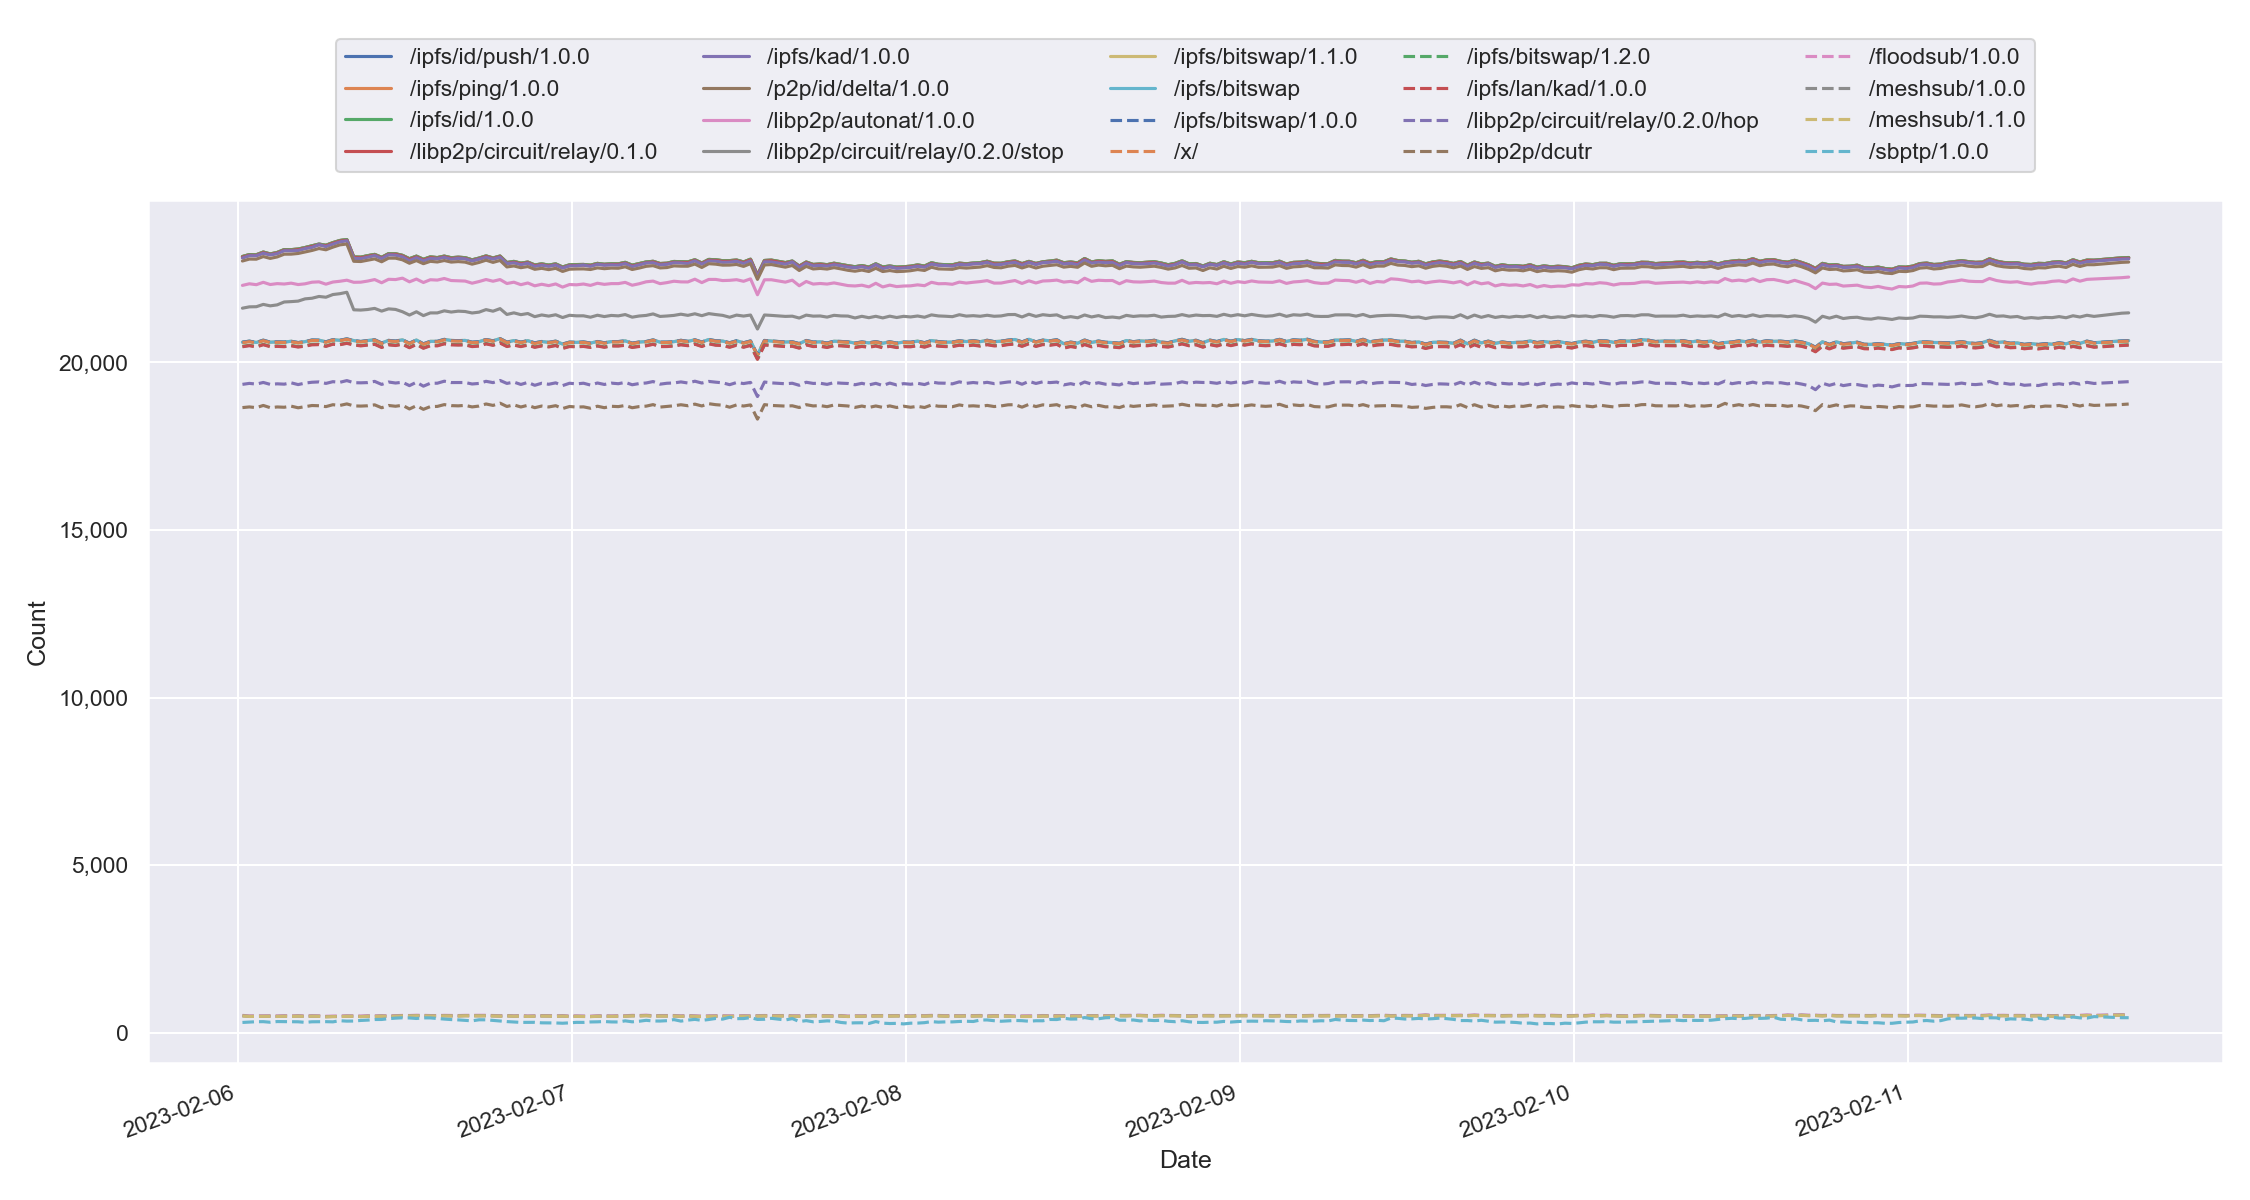 /ipfs/id/push/1.0.0
/ipfs/ping/1.0.0
/ipfs/id/1.0.0
/libp2p/circuit/relay/0.1.0
/ipfs/kad/1.0.0
/p2p/id/delta/1.0.0
/libp2p/autonat/1.0.0
/libp2p/circuit/relay/0.2.0/stop
/ipfs/bitswap/1.1.0
/ipfs/bitswap
/ipfs/bitswap/1.0.0
/x/
/ipfs/bitswap/1.2.0
/ipfs/lan/kad/1.0.0
/libp2p/circuit/relay/0.2.0/hop
/libp2p/dcutr
/floodsub/1.0.0
/meshsub/1.0.0
/meshsub/1.1.0
/sbptp/1.0.0
20,000
15,000
10,000
5,000
0
Count
2023-02-06
2023-02-07
2023-02-08
2023-02-09
2023-02-10
2023-02-11
Date